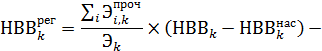 НВВ_k^рег = (∑_i Э_{i,k}^проч) / Э_k × (НВВ_k − НВВ_k^нас) −